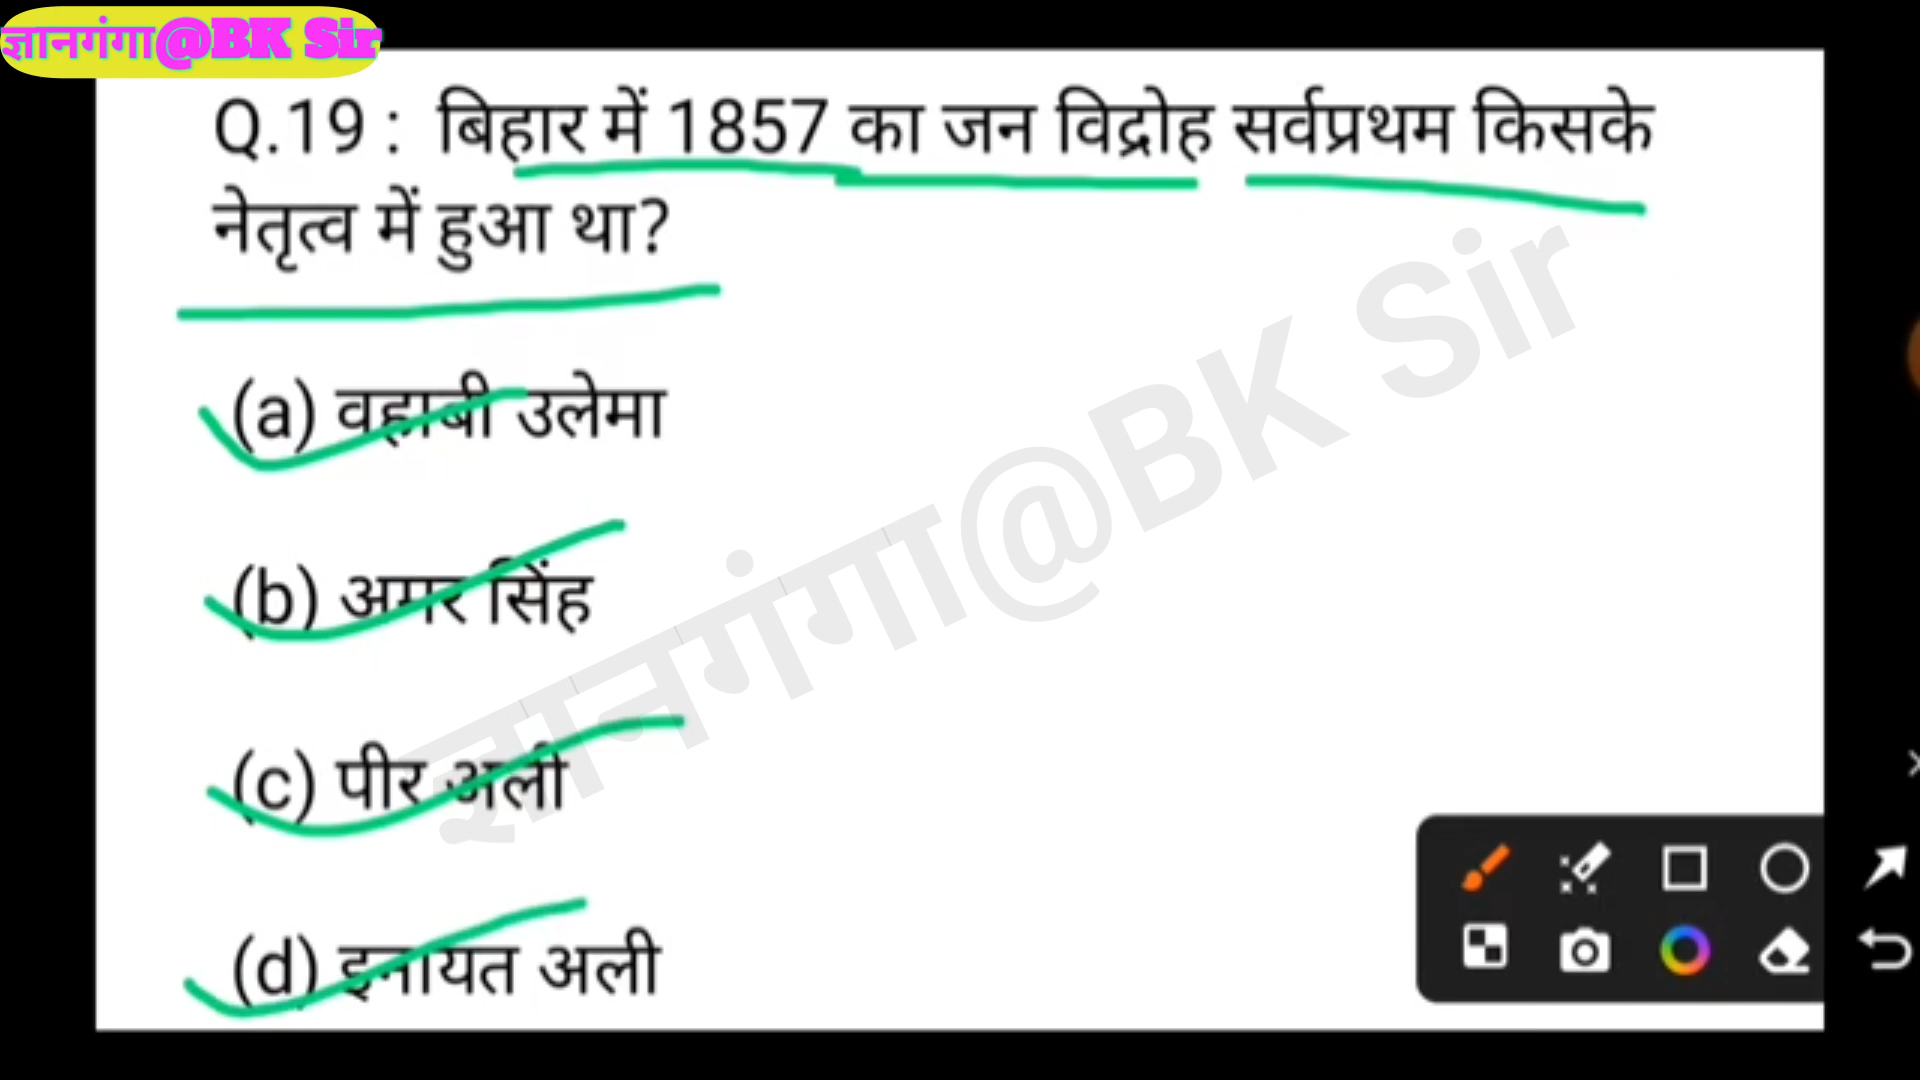 ज्ञानगंगा@BK Sir
Q.19 : बिहार में 1857 का जन विद्रोह सर्वप्रथम किसके
नेतृत्व में हुआ था?
(a) वहाबी उलेमा
(b) अमर सिंह
(c) पीर अली
(d) इनायत अली
ज्ञानगंगा@BK Sir